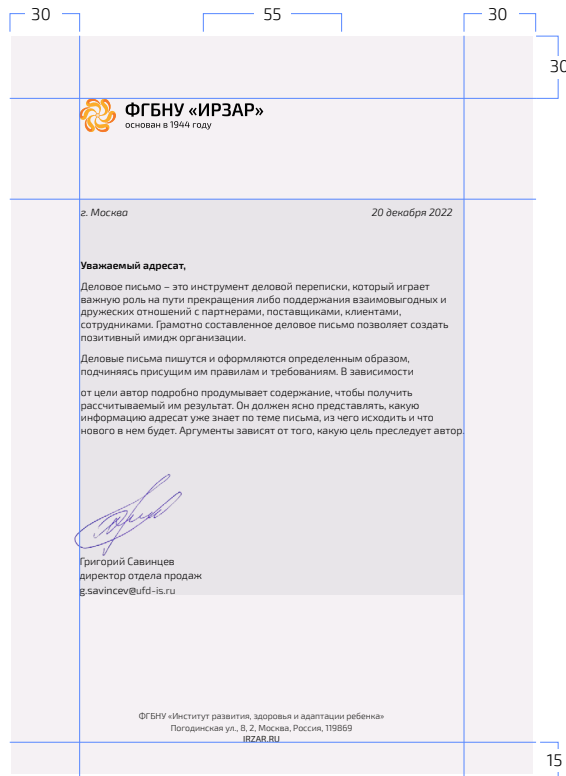 30
55
30
30
ФГБНУ «ИРЗАР»
основан в 1944 году
г. Москва
20 декабря 2022
Уважаемый адресат,
Деловое письмо – это инструмент деловой переписки, который играет
важную роль на пути прекращения либо поддержания взаимовыгодных и
дружеских отношений с партнерами, поставщиками, клиентами,
сотрудниками. Грамотно составленное деловое письмо позволяет создать
позитивный имидж организации.
Деловые письма пишутся и оформляются определенным образом,
подчиняясь присущим им правилам и требованиям. В зависимости
от цели автор подробно продумывает содержание, чтобы получить
рассчитываемый им результат. Он должен ясно представлять, какую
информацию адресат уже знает по теме письма, из чего исходить и что
нового в нем будет. Аргументы зависят от того, какую цель преследует автор.
Григорий Савинцев
директор отдела продаж
g.savincev@ufd-is.ru
ФГБНУ «Институт развития, здоровья и адаптации ребенка»
Погодинская ул., 8, 2, Москва, Россия, 119869
IRZAR.RU
15